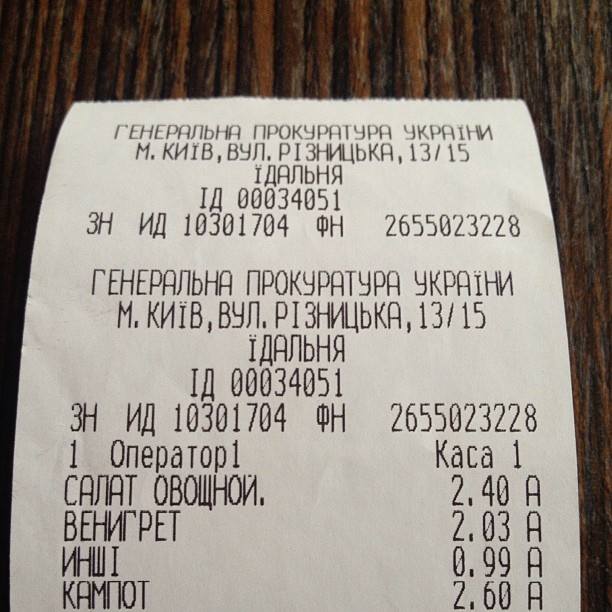 ГЕНЕРАЛЬНА ПРОКУРАТУРА УКРАЇНИ
М. КИЇВ, ВУЛ. РІЗНИЦЬКА, 13/15
ЇДАЛЬНЯ
ІД 00034051
ЗН ИД 10301704 ФН 2655023228
ГЕНЕРАЛЬНА ПРОКУРАТУРА УКРАЇНИ
М. КИЇВ, ВУЛ. РІЗНИЦЬКА, 13/15
ЇДАЛЬНЯ
ІД 00034051
ЗН ИД 10301704 ФН 2655023228
1 Оператор1 Каса 1
САЛАТ ОВОЩНОЙ. 2.40 А
ВЕНИГРЕТ 2.03 А
ИНШІ 0.99 А
КАМПОТ 2.60 А